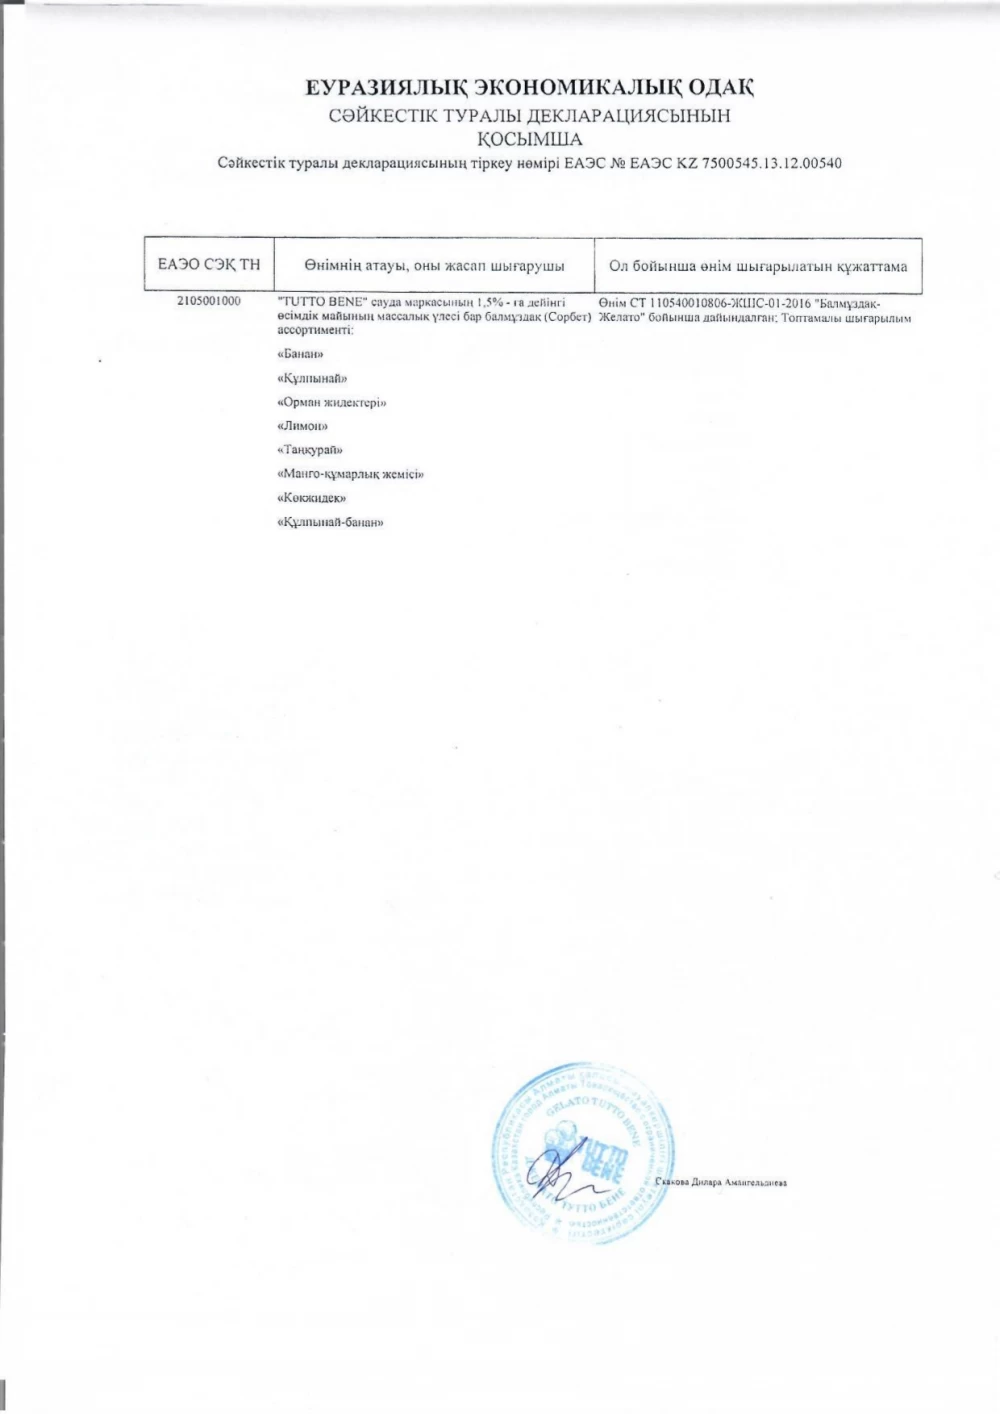 ЕУРАЗИЯЛЫҚ ЭКОНОМИКАЛЫҚ ОДАҚ
СӘЙКЕСТІК ТУРАЛЫ ДЕКЛАРАЦИЯСЫНЫН
ҚОСЫМША
Сәйкестік туралы декларациясының тіркеу нөмірі ЕАЭС № ЕАЭС KZ 7500545.13.12.00540
ЕАЭО СЭҚ ТН
Өнімнің атауы, оны жасап шығарушы
Ол бойынша өнім шығарылатын құжаттама
2105001000
"TUTTO BENE" сауда маркасының 1,5% - ға дейінгі
өсімдік майының массалық үлесі бар балмұздақ (Сорбет)
ассортименті:
Өнім СТ 110540010806-ЖШС-01-2016 "Балмұздақ-
Желато" бойынша дайындалған; Топтамалы шығарылым
«Банан»
«Құлпынай»
«Орман жидектері»
«Лимон»
«Таңқурай»
«Манго-құмарлық жемісі»
«Көкжидек»
«Құлпынай-банан»
GELATO TUTTO BENE
TUTTO
BENE
ТУТТО БЕНЕ
Скакова Дилара Амангельдиева